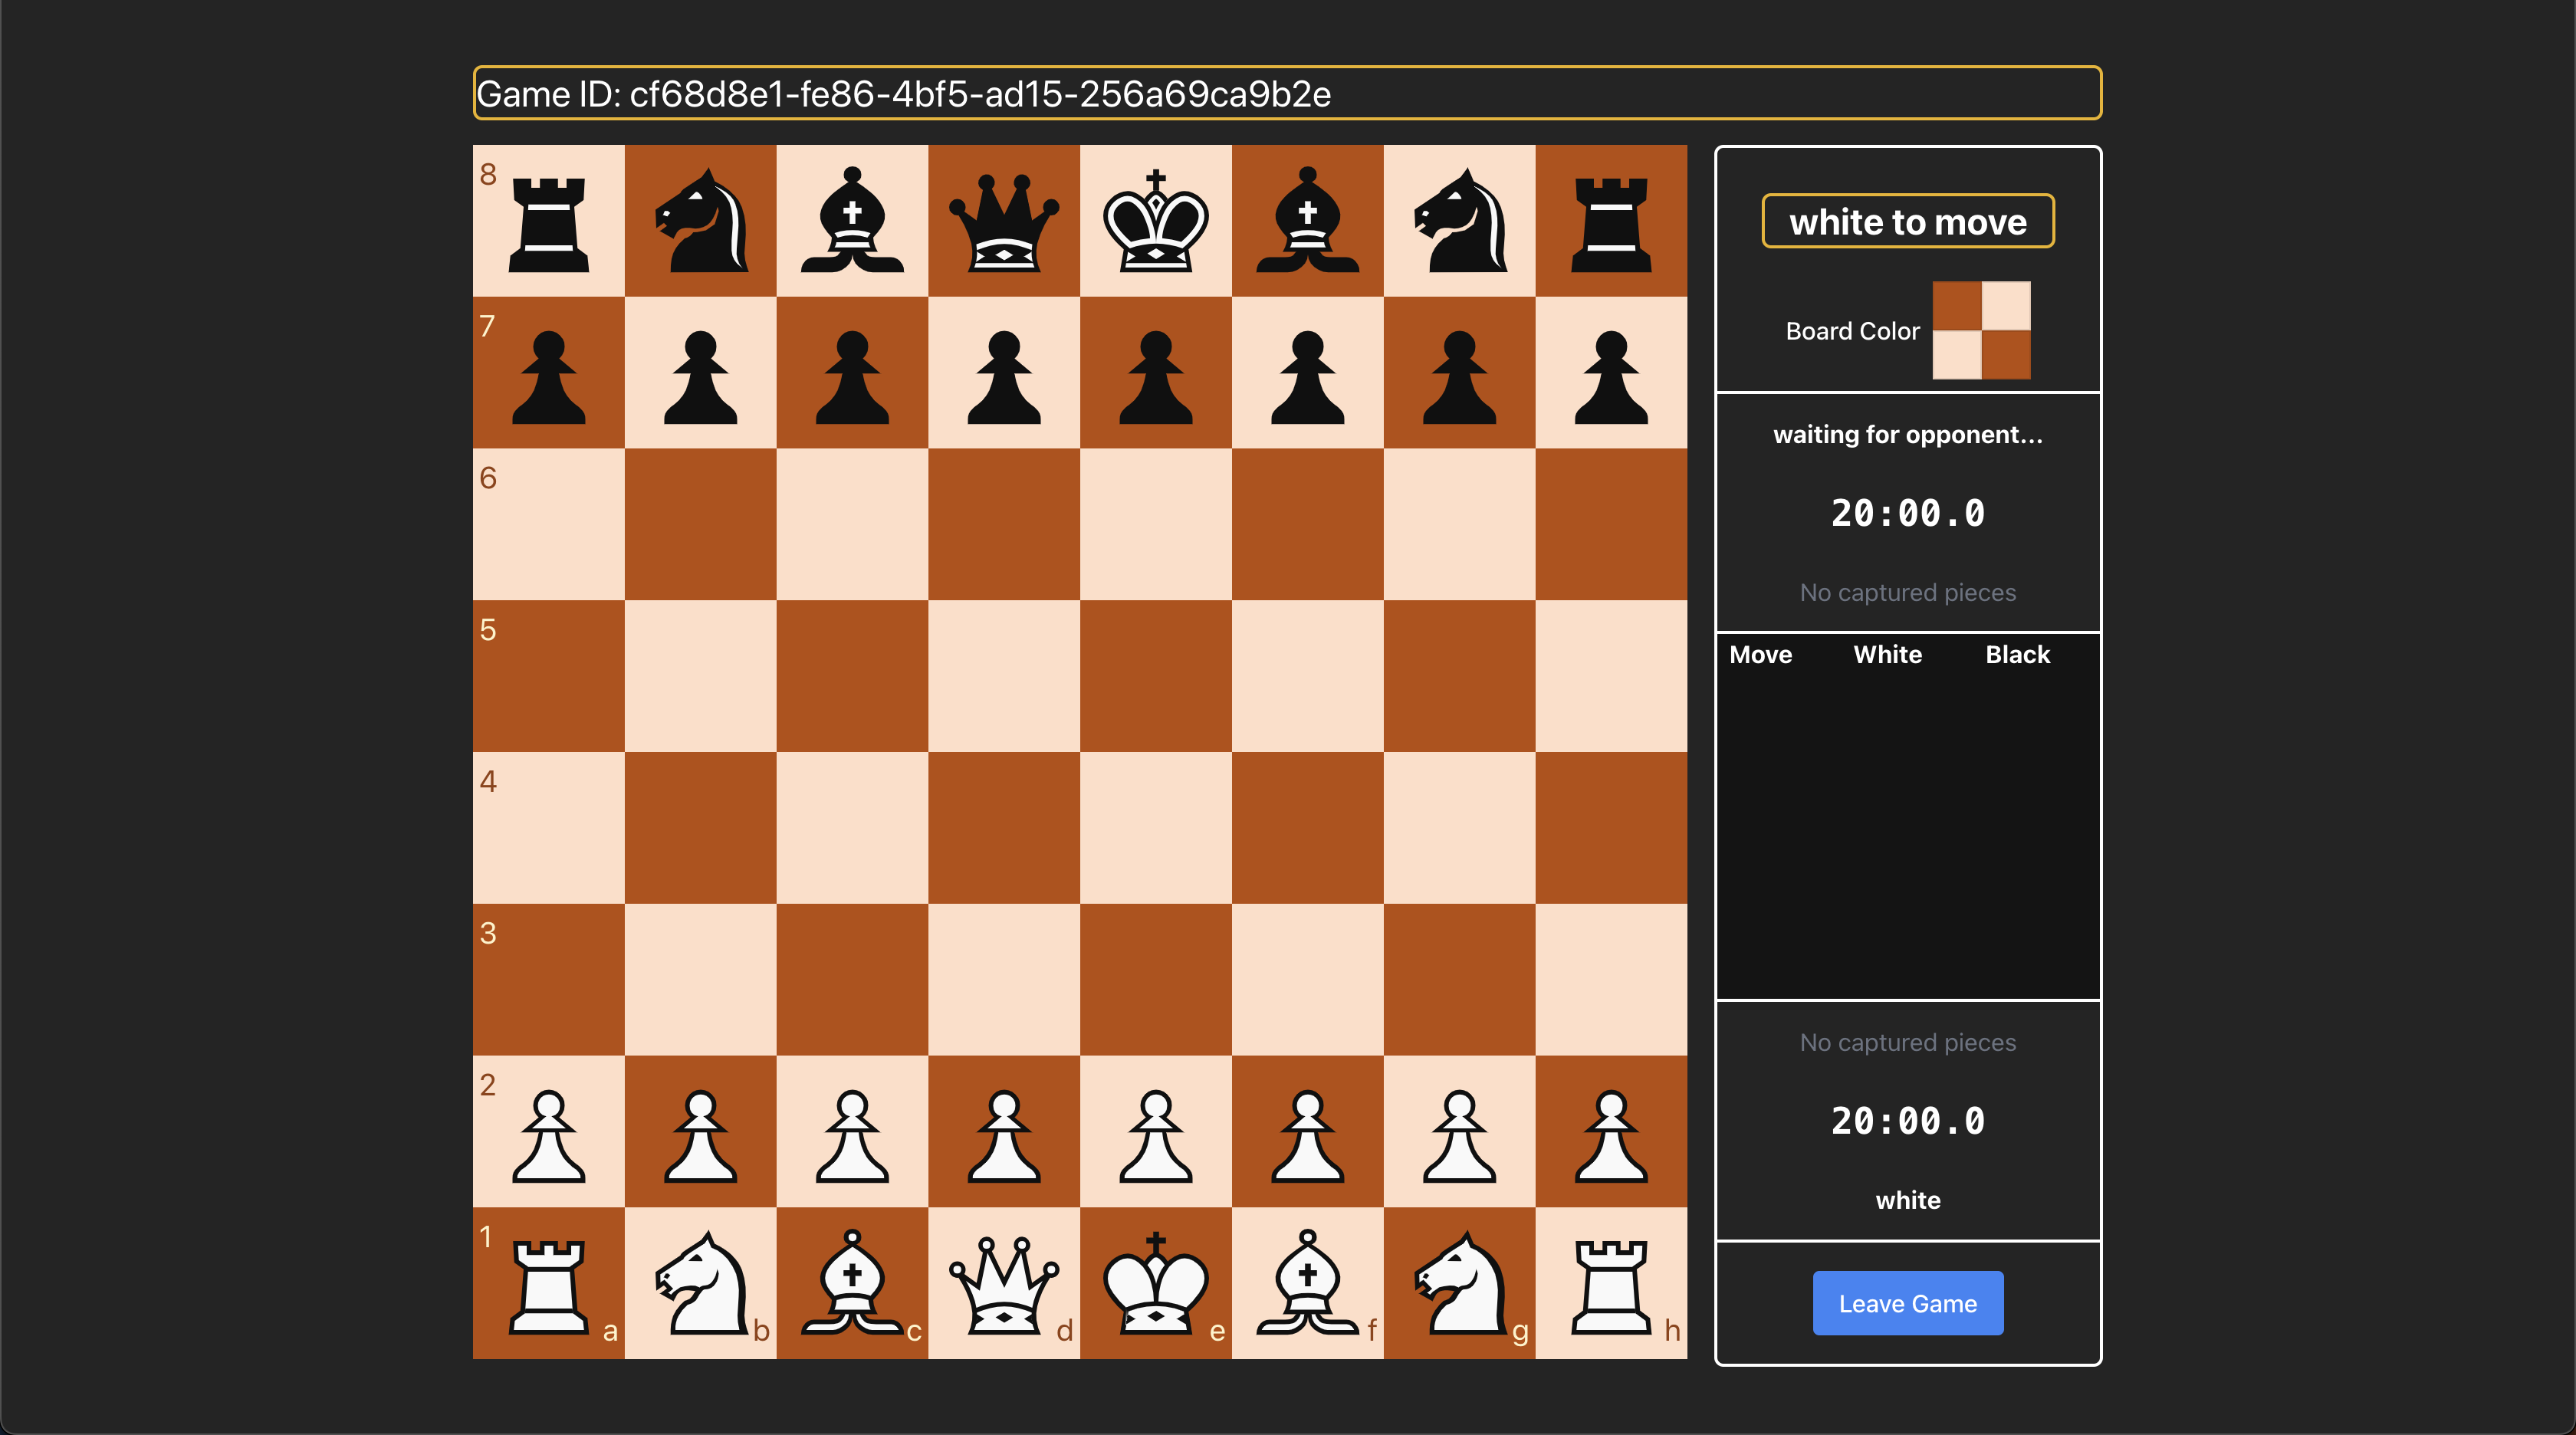 Game ID: cf68d8e1-fe86-4bf5-ad15-256a69ca9b2e
8
7
6
5
4
3
2
1
a b c d e f g h
white to move
Board Color
waiting for opponent...
20:00.0
No captured pieces
Move White Black
No captured pieces
20:00.0
white
Leave Game